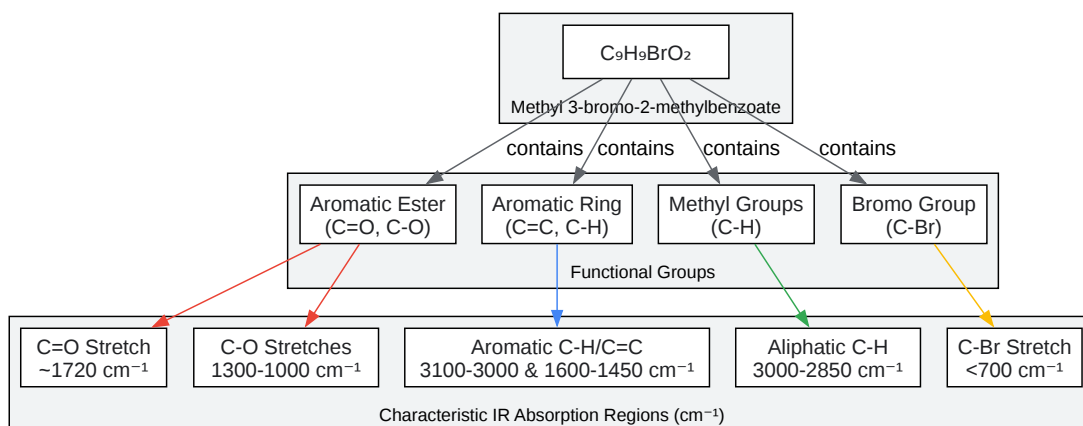 C₉H₉BrO₂
Methyl 3-bromo-2-methylbenzoate
contains contains contains contains
Aromatic Ester
(C=O, C-O)
Aromatic Ring
(C=C, C-H)
Methyl Groups
(C-H)
Bromo Group
(C-Br)
Functional Groups
C=O Stretch
~1720 cm⁻¹
C-O Stretches
1300-1000 cm⁻¹
Aromatic C-H/C=C
3100-3000 & 1600-1450 cm⁻¹
Aliphatic C-H
3000-2850 cm⁻¹
C-Br Stretch
<700 cm⁻¹
Characteristic IR Absorption Regions (cm⁻¹)